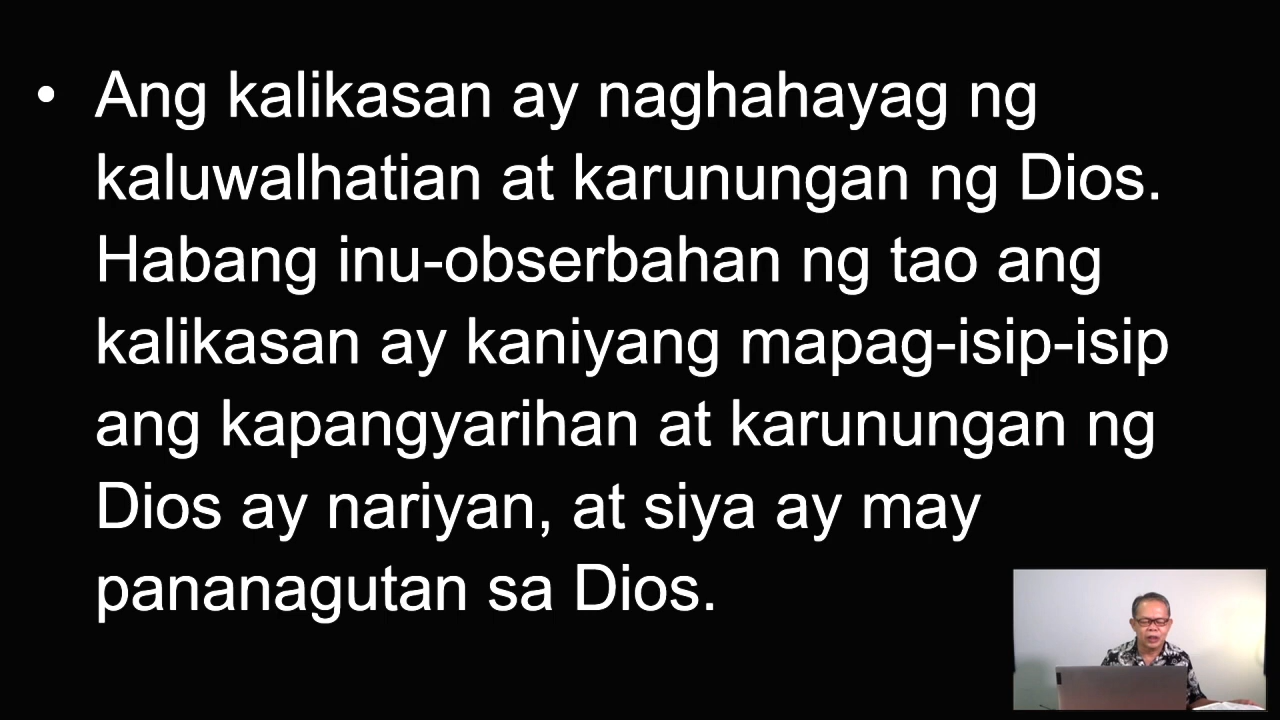 • Ang kalikasan ay naghahayag ng
kaluwalhatian at karunungan ng Dios.
Habang inu-obserbahan ng tao ang
kalikasan ay kaniyang mapag-isip-isip
ang kapangyarihan at karunungan ng
Dios ay nariyan, at siya ay may
pananagutan sa Dios.